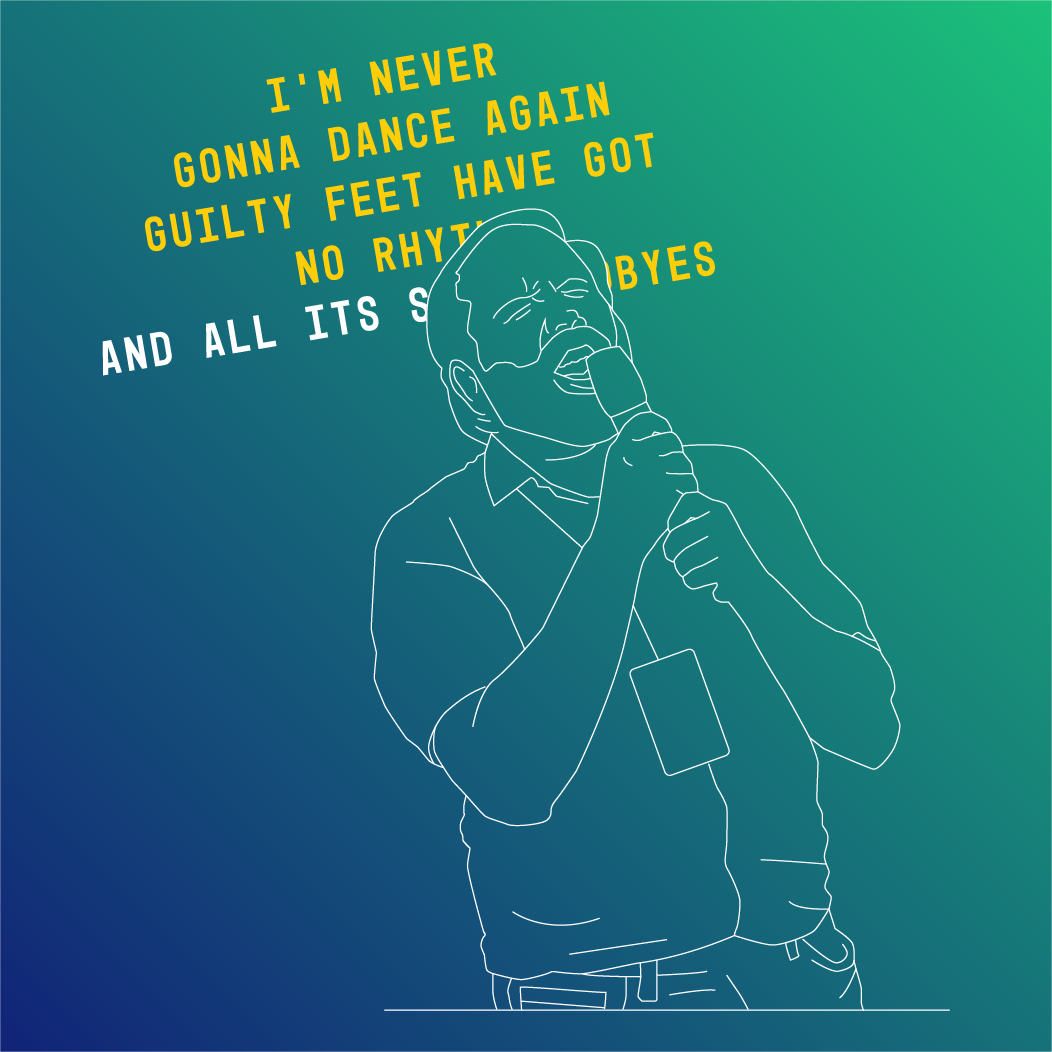 I'M NEVER
GONNA DANCE AGAIN
GUILTY FEET HAVE GOT
NO
AND ALL ITS